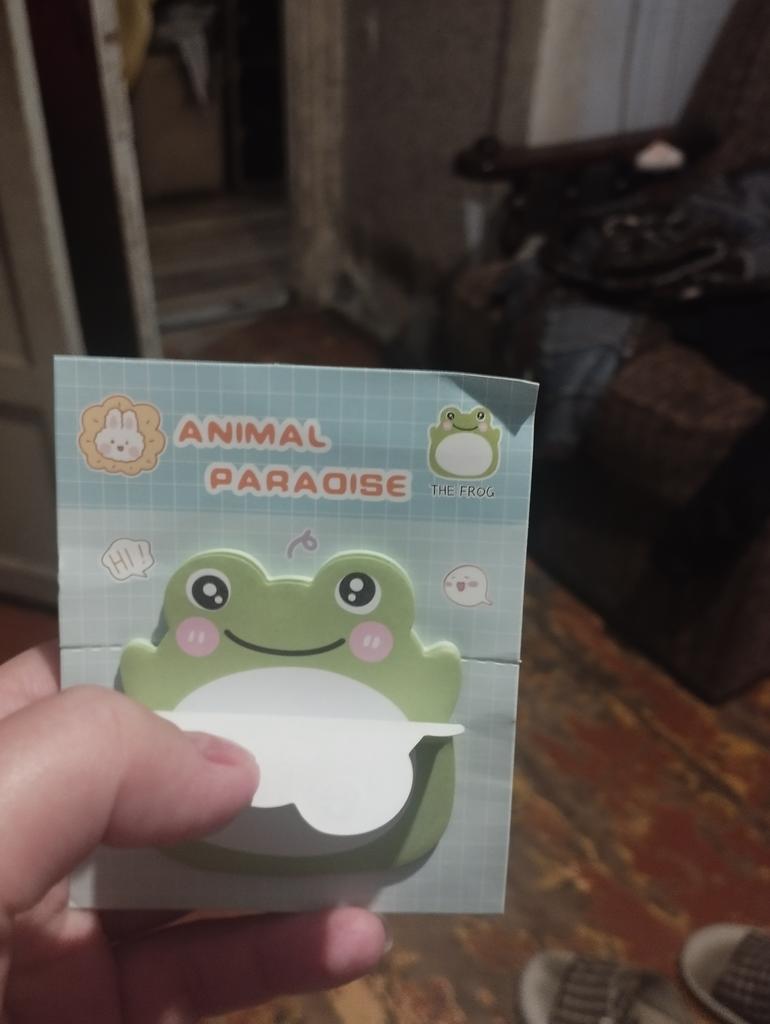 ANIMAL
PARADISE
THE FROG
HI!